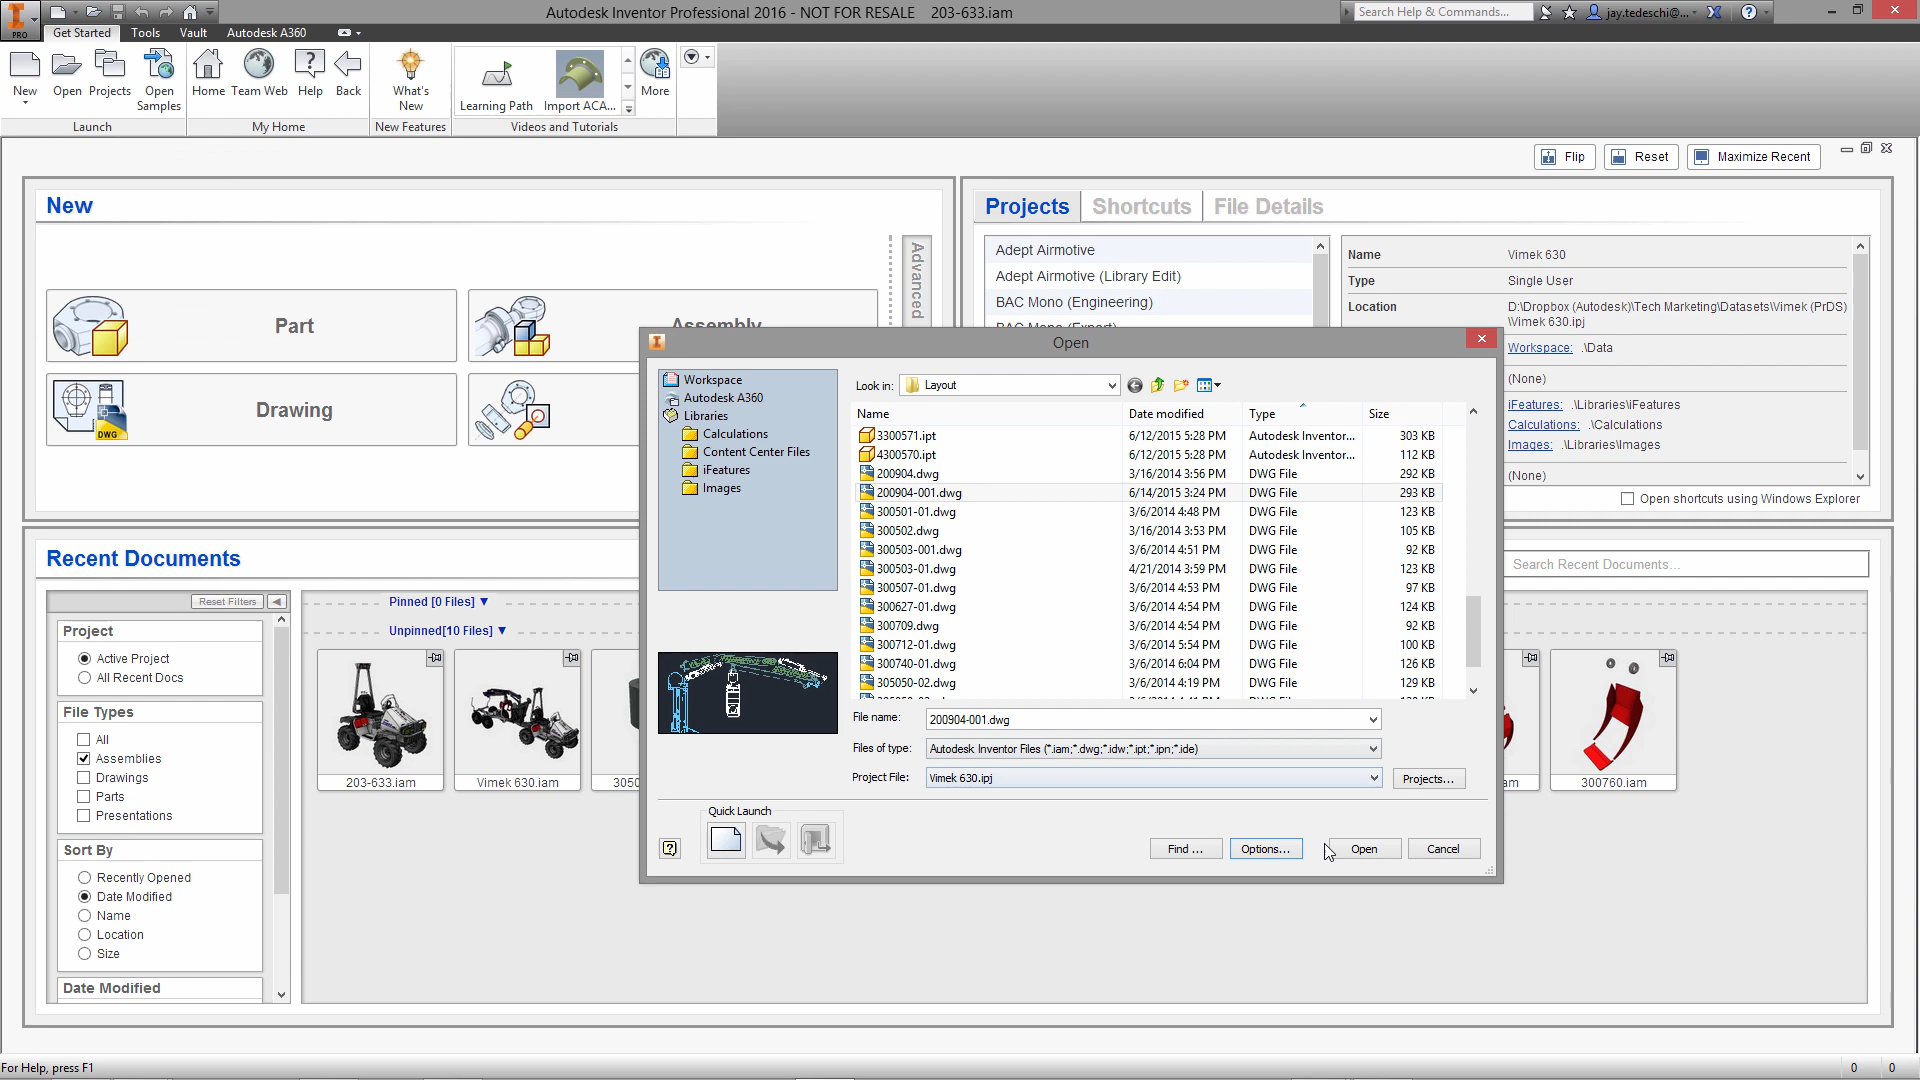 Autodesk Inventor Professional 2016 - NOT FOR RESALE 203-633.iam
Search Help & Commands...
jay.tedeschi@...
PRO
Get Started Tools Vault Autodesk A360
New Open Projects Open Samples
Launch
Home Team Web Help Back
My Home
What's New
New Features
Learning Path Import ACA... More
Videos and Tutorials
Flip Reset Maximize Recent
New
Advanced
Part
Assembly
Drawing
DWG
Projects Shortcuts File Details
Adept Airmotive
Adept Airmotive (Library Edit)
BAC Mono (Engineering)
BAC Mono (Export)
Name Vimek 630
Type Single User
Location D:\Dropbox (Autodesk)\Tech Marketing\Datasets\Vimek (PrDS)
\Vimek 630.ipj
Workspace: .\Data
(None)
iFeatures: .\Libraries\iFeatures
Calculations: .\Calculations
Images: .\Libraries\Images
(None)
Open shortcuts using Windows Explorer
Open
Workspace
Autodesk A360
Libraries
Calculations
Content Center Files
iFeatures
Images
Look in: Layout
Name Date modified Type Size
3300571.ipt 6/12/2015 5:28 PM Autodesk Inventor... 303 KB
4300570.ipt 6/12/2015 5:28 PM Autodesk Inventor... 112 KB
200904.dwg 3/16/2014 3:56 PM DWG File 292 KB
200904-001.dwg 6/14/2015 3:24 PM DWG File 293 KB
300501-01.dwg 3/6/2014 4:48 PM DWG File 123 KB
300502.dwg 3/16/2014 3:53 PM DWG File 105 KB
300503-001.dwg 3/6/2014 4:51 PM DWG File 92 KB
300503-01.dwg 4/21/2014 3:59 PM DWG File 123 KB
300507-01.dwg 3/6/2014 4:53 PM DWG File 97 KB
300627-01.dwg 3/6/2014 4:54 PM DWG File 124 KB
300709.dwg 3/6/2014 4:54 PM DWG File 92 KB
300712-01.dwg 3/6/2014 5:54 PM DWG File 100 KB
300740-01.dwg 3/6/2014 6:04 PM DWG File 126 KB
305050-02.dwg 3/6/2014 4:19 PM DWG File 129 KB
File name: 200904-001.dwg
Files of type: Autodesk Inventor Files (*.iam;*.dwg;*.idw;*.ipt;*.ipn;*.ide)
Project File: Vimek 630.ipj Projects...
Quick Launch
Find ... Options... Open Cancel
Recent Documents
Search Recent Documents...
Reset Filters
Project
Active Project
All Recent Docs
File Types
All
Assemblies
Drawings
Parts
Presentations
Sort By
Recently Opened
Date Modified
Name
Location
Size
Date Modified
Pinned [0 Files]
Unpinned[10 Files]
203-633.iam Vimek 630.iam 3050 am 300760.iam
For Help, press F1
0 0